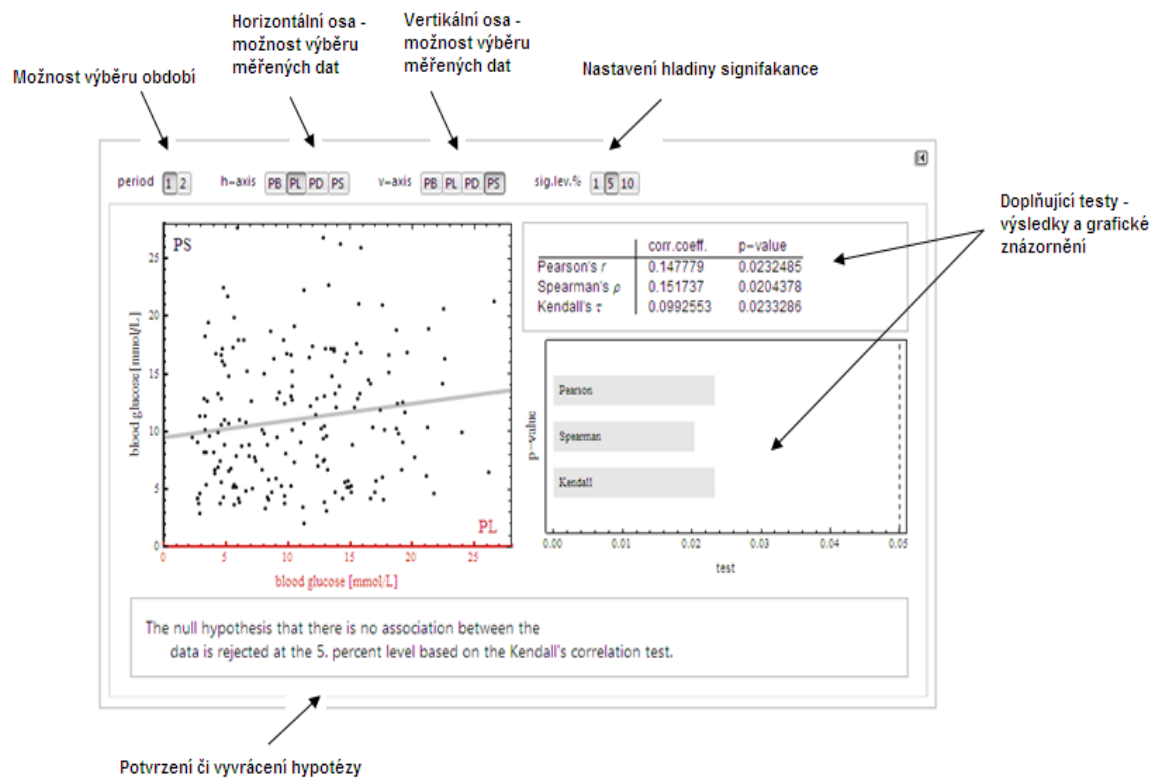 Horizontální osa -
možnost výběru
měřených dat
Vertikální osa -
možnost výběru
měřených dat
Možnost výběru období
Nastavení hladiny signifakance
period 1 2 h-axis PB PL PD PS v-axis PB PL PD PS sig.lev.% 1 5 10
Doplňující testy -
výsledky a grafické
znázornění
PS
25
20
15
10
5
0
blood glucose [mmol/L]
PL
0 5 10 15 20 25
blood glucose [mmol/L]
corr.coeff. p-value
Pearson's r 0.147779 0.0232485
Spearman's ρ 0.151737 0.0204378
Kendall's τ 0.0992553 0.0233286
p-value
Pearson
Spearman
Kendall
0.00 0.01 0.02 0.03 0.04 0.05
test
The null hypothesis that there is no association between the
data is rejected at the 5. percent level based on the Kendall's correlation test.
Potvrzení či vyvrácení hypotézy